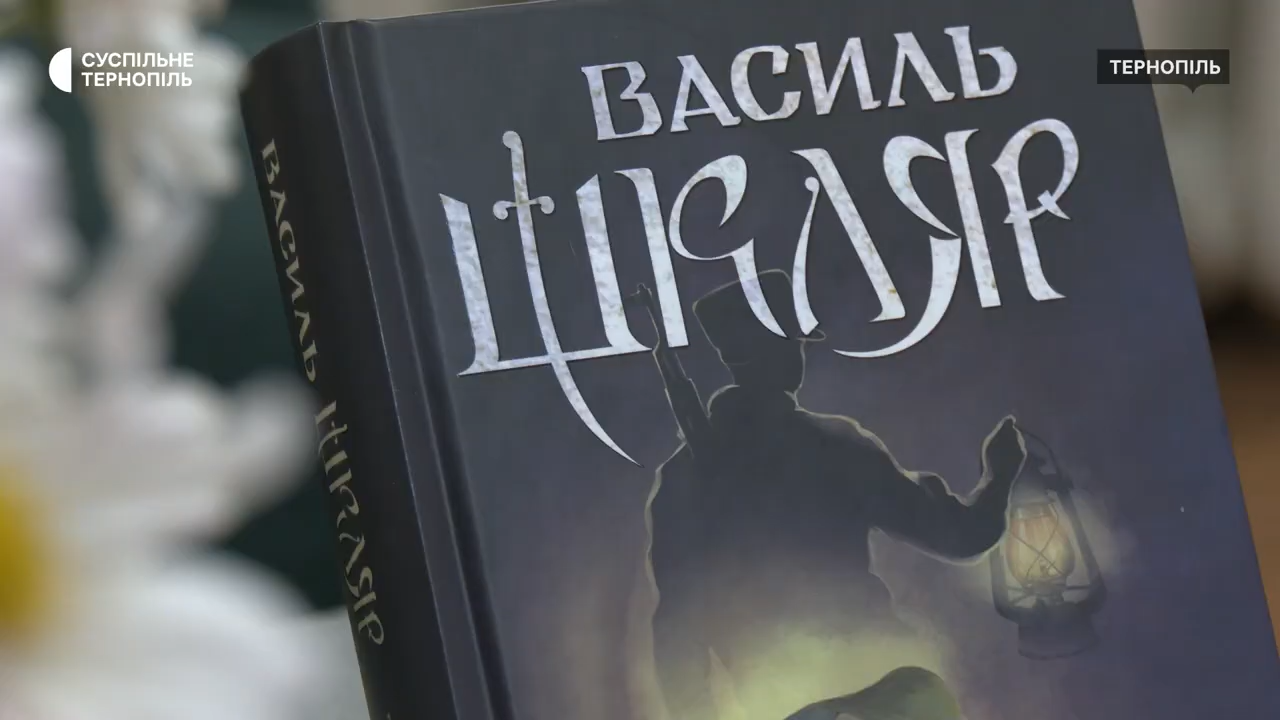 СУСПІЛЬНЕ
ТЕРНОПІЛЬ
ТЕРНОПІЛЬ
ВАСИЛЬ
ШКЛЯР
ВАСИЛЬ ШКЛЯР